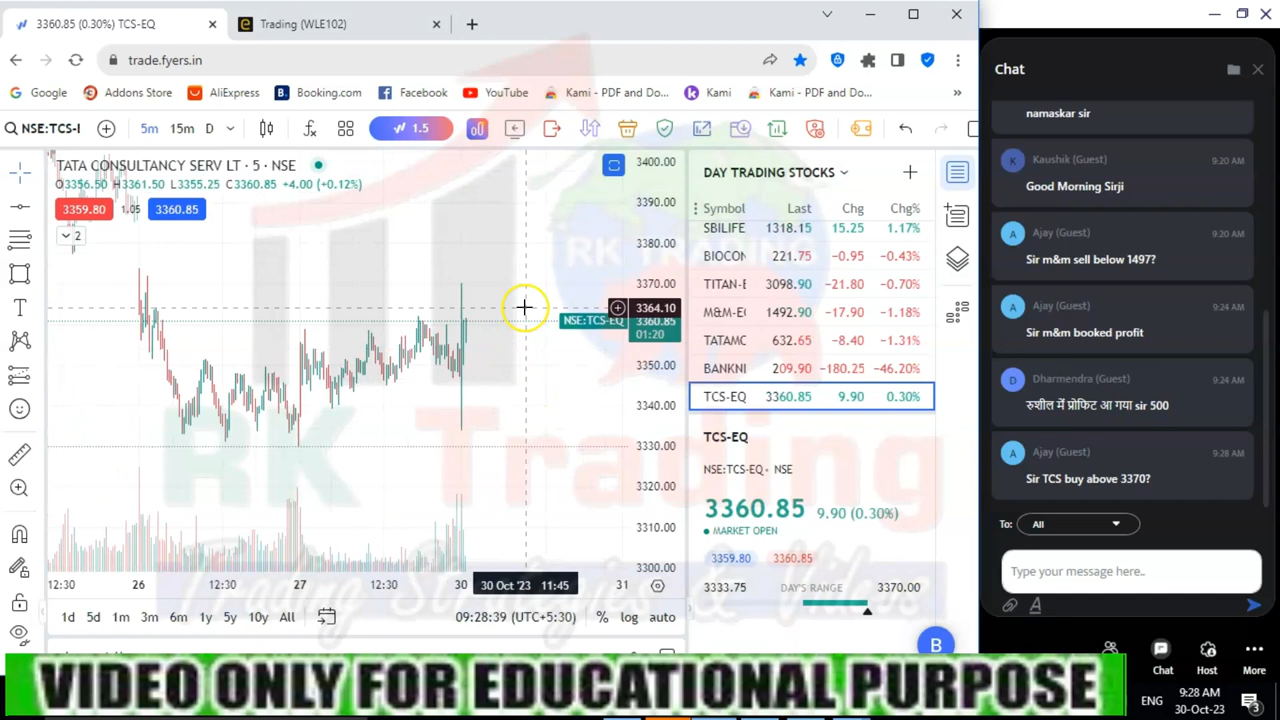 3360.85 (0.30%) TCS-EQ
Trading (WLE102)
trade.fyers.in
Google
Addons Store
AliExpress
Booking.com
Facebook
YouTube
Kami - PDF and Do...
Kami
Kami - PDF and Do...
»
NSE:TCS-I
5m 15m D
1.5
TATA CONSULTANCY SERV LT · 5 · NSE
O3356.50 H3361.50 L3355.25 C3360.85 +4.00 (+0.12%)
3359.80 1.05 3360.85
2
3400.00
3390.00
3380.00
3370.00
3364.10
NSE:TCS-EQ 3360.85
01:20
3350.00
3340.00
3330.00
3320.00
3310.00
3300.00
12:30 26 12:30 27 12:30 30 30 Oct '23 11:45 31
1d 5d 1m 3m 6m 1y 5y 10y All
09:28:39 (UTC+5:30) % log auto
DAY TRADING STOCKS
Symbol Last Chg Chg%
SBILIFE 1318.15 15.25 1.17%
BIOCON 221.75 −0.95 −0.43%
TITAN-E 3098.90 −21.80 −0.70%
M&M-EQ 1492.90 −17.90 −1.18%
TATAMO 632.65 −8.40 −1.31%
BANKNI 209.90 −180.25 −46.20%
TCS-EQ 3360.85 9.90 0.30%
TCS-EQ
NSE:TCS-EQ • NSE
3360.85 9.90 (0.30%)
MARKET OPEN
3359.80 3360.85
3333.75 DAY'S RANGE 3370.00
B
RK TRADING
RK Trading
Chat
namaskar sir
K Kaushik (Guest) 9:20 AM
Good Morning Sirji
A Ajay (Guest) 9:20 AM
Sir m&m sell below 1497?
A Ajay (Guest) 9:24 AM
Sir m&m booked profit
D Dharmendra (Guest) 9:24 AM
रुशील में प्रोफिट आ गया sir 500
A Ajay (Guest) 9:28 AM
Sir TCS buy above 3370?
To: All
Type your message here..
A
Chat Host More
ENG 9:28 AM
30-Oct-23
3
VIDEO ONLY FOR EDUCATIONAL PURPOSE